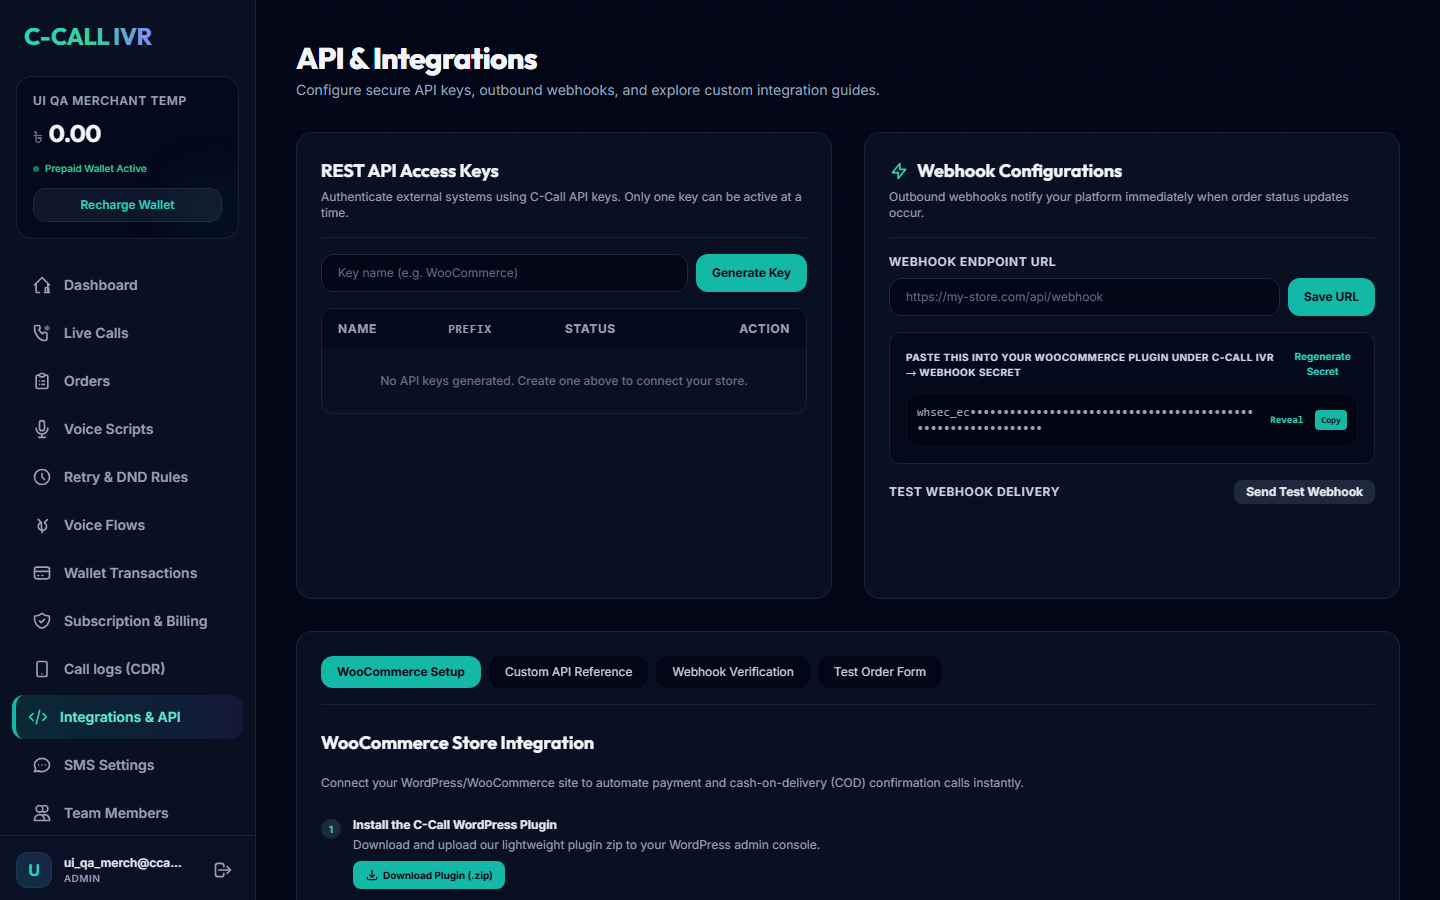 C-CALL IVR
UI QA MERCHANT TEMP
৳ 0.00
Prepaid Wallet Active
Recharge Wallet
Dashboard
Live Calls
Orders
Voice Scripts
Retry & DND Rules
Voice Flows
Wallet Transactions
Subscription & Billing
Call logs (CDR)
Integrations & API
SMS Settings
Team Members
U
ui_qa_merch@cca...
ADMIN
API & Integrations
Configure secure API keys, outbound webhooks, and explore custom integration guides.
REST API Access Keys
Authenticate external systems using C-Call API keys. Only one key can be active at a
time.
Key name (e.g. WooCommerce)
Generate Key
NAME PREFIX STATUS ACTION
No API keys generated. Create one above to connect your store.
Webhook Configurations
Outbound webhooks notify your platform immediately when order status updates
occur.
WEBHOOK ENDPOINT URL
https://my-store.com/api/webhook
Save URL
PASTE THIS INTO YOUR WOOCOMMERCE PLUGIN UNDER C-CALL IVR
→ WEBHOOK SECRET
Regenerate
Secret
whsec_ec•••••••••••••••••••••••••••••••••••••••••••
•••••••••••••••••••
Reveal
Copy
TEST WEBHOOK DELIVERY
Send Test Webhook
WooCommerce Setup
Custom API Reference
Webhook Verification
Test Order Form
WooCommerce Store Integration
Connect your WordPress/WooCommerce site to automate payment and cash-on-delivery (COD) confirmation calls instantly.
1
Install the C-Call WordPress Plugin
Download and upload our lightweight plugin zip to your WordPress admin console.
Download Plugin (.zip)